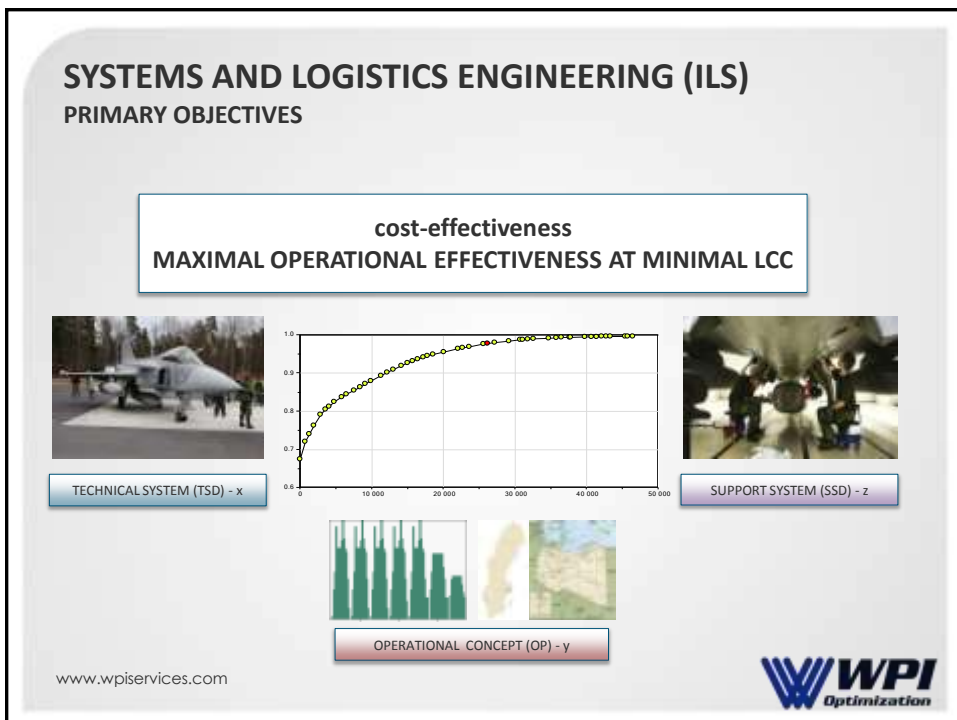 SYSTEMS AND LOGISTICS ENGINEERING (ILS)
PRIMARY OBJECTIVES
cost-effectiveness
MAXIMAL OPERATIONAL EFFECTIVENESS AT MINIMAL LCC
1.0
0.9
0.8
0.7
0.6
0
10 000
20 000
30 000
40 000
50 000
TECHNICAL SYSTEM (TSD) - x
SUPPORT SYSTEM (SSD) - z
OPERATIONAL CONCEPT (OP) - y
www.wpiservices.com
WPI
Optimization